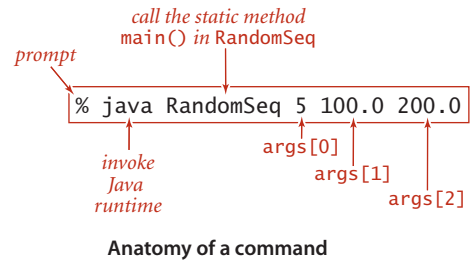 call the static method
main() in RandomSeq
prompt
% java RandomSeq 5 100.0 200.0
invoke
Java
runtime
args[0]
args[1]
args[2]
Anatomy of a command